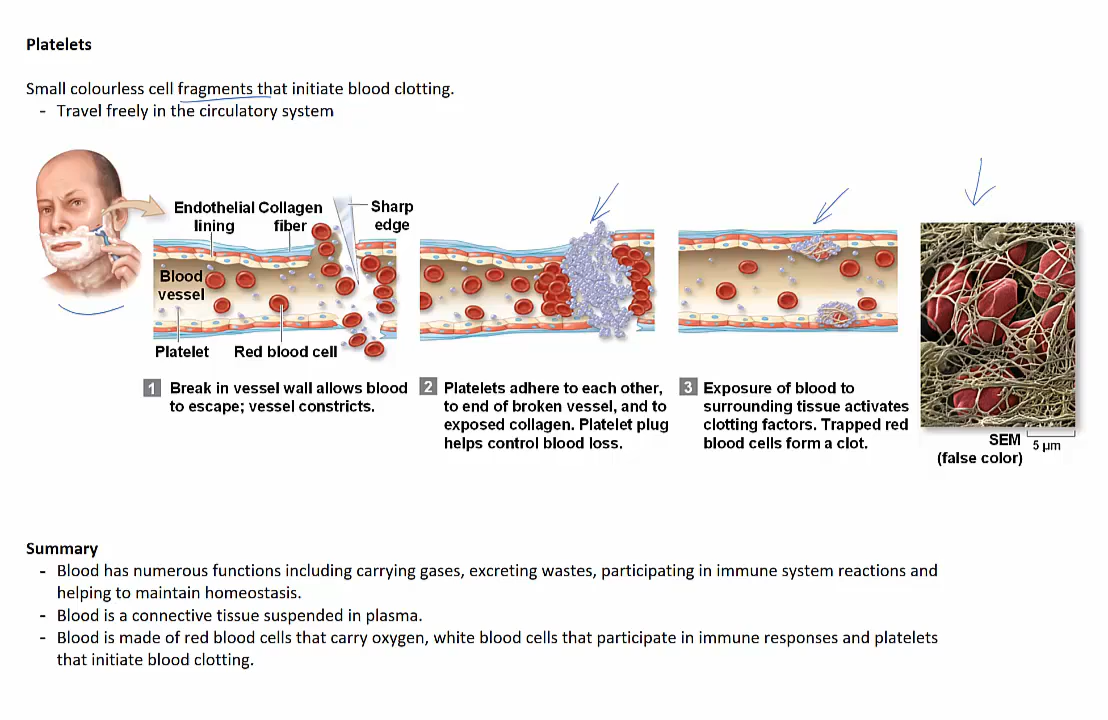 Platelets
Small colourless cell fragments that initiate blood clotting.
- Travel freely in the circulatory system
Endothelial lining
Collagen fiber
Sharp edge
Blood vessel
Platelet
Red blood cell
1 Break in vessel wall allows blood
to escape; vessel constricts.
2 Platelets adhere to each other,
to end of broken vessel, and to
exposed collagen. Platelet plug
helps control blood loss.
3 Exposure of blood to
surrounding tissue activates
clotting factors. Trapped red
blood cells form a clot.
SEM
(false color)
5 µm
Summary
- Blood has numerous functions including carrying gases, excreting wastes, participating in immune system reactions and
helping to maintain homeostasis.
- Blood is a connective tissue suspended in plasma.
- Blood is made of red blood cells that carry oxygen, white blood cells that participate in immune responses and platelets
that initiate blood clotting.